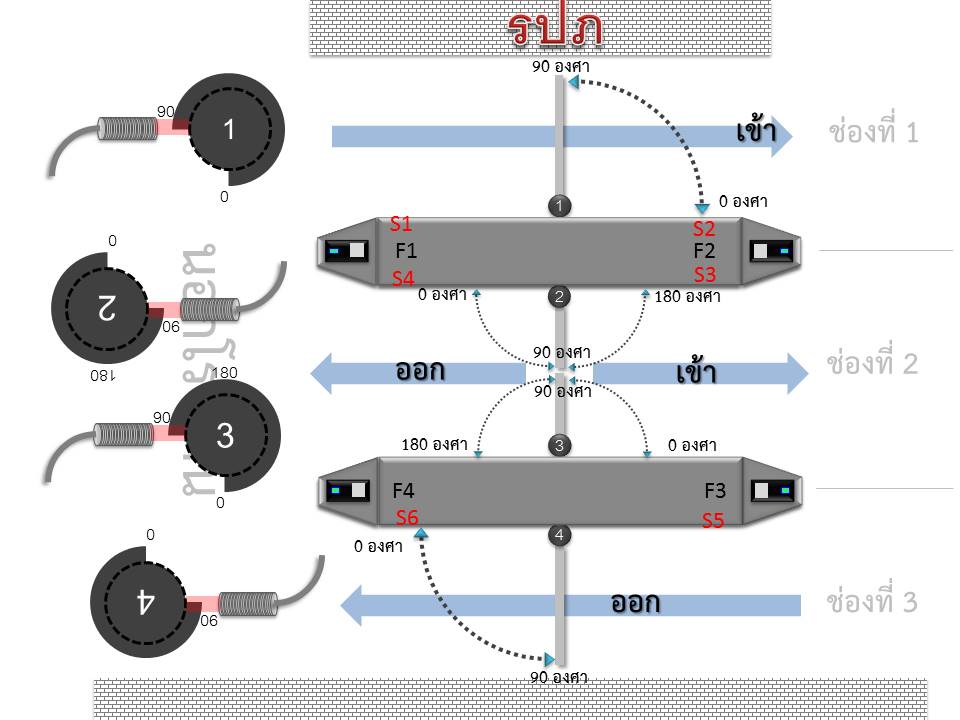 รปภ
90 องศา
เข้า
ช่องที่ 1
90
1
0
0 องศา
1
S1
S2
F1
F2
S4
S3
0 องศา
2
180 องศา
0
2
90
180
90 องศา
ออก
เข้า
ช่องที่ 2
90 องศา
180
90
3
0
180 องศา
3
0 องศา
F4
F3
S6
S5
4
0 องศา
0
4
90
ออก
ช่องที่ 3
90 องศา